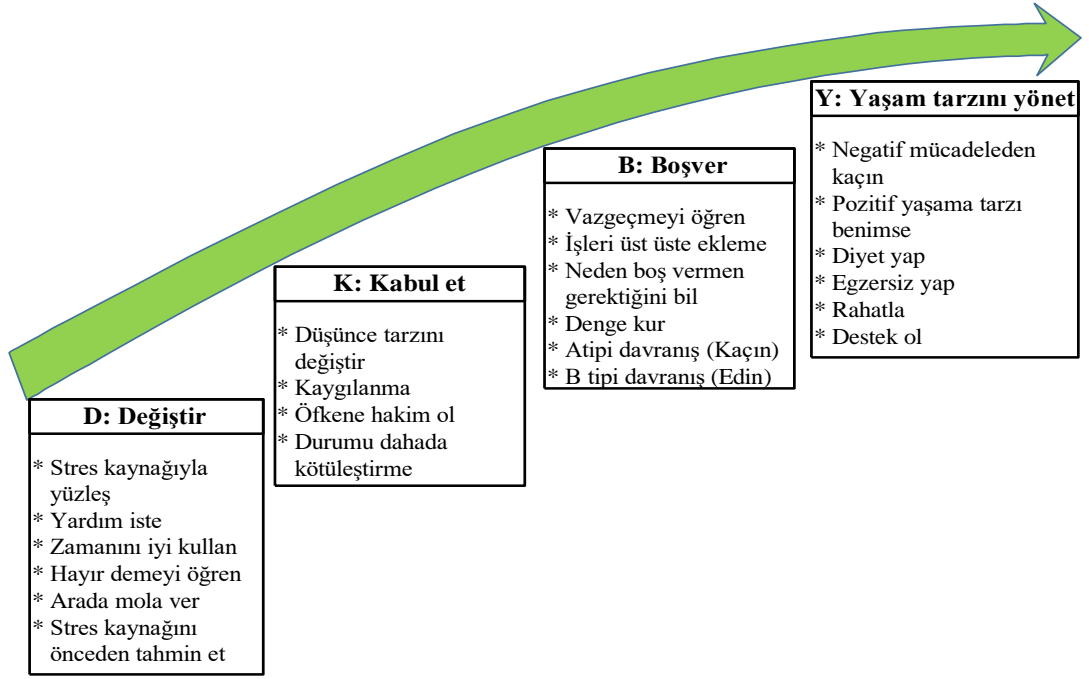 D: Değiştir
* Stres kaynağıyla
yüzleş
* Yardım iste
* Zamanını iyi kullan
* Hayır demeyi öğren
* Arada mola ver
* Stres kaynağını
önceden tahmin et
K: Kabul et
* Düşünce tarzını
değiştir
* Kaygılanma
* Öfkene hakim ol
* Durumu dahada
kötüleştirme
B: Boşver
* Vazgeçmeyi öğren
* İşleri üst üste ekleme
* Neden boş vermen
gerektiğini bil
* Denge kur
* Atipi davranış (Kaçın)
* B tipi davranış (Edin)
Y: Yaşam tarzını yönet
* Negatif mücadeleden
kaçın
* Pozitif yaşama tarzı
benimse
* Diyet yap
* Egzersiz yap
* Rahatla
* Destek ol